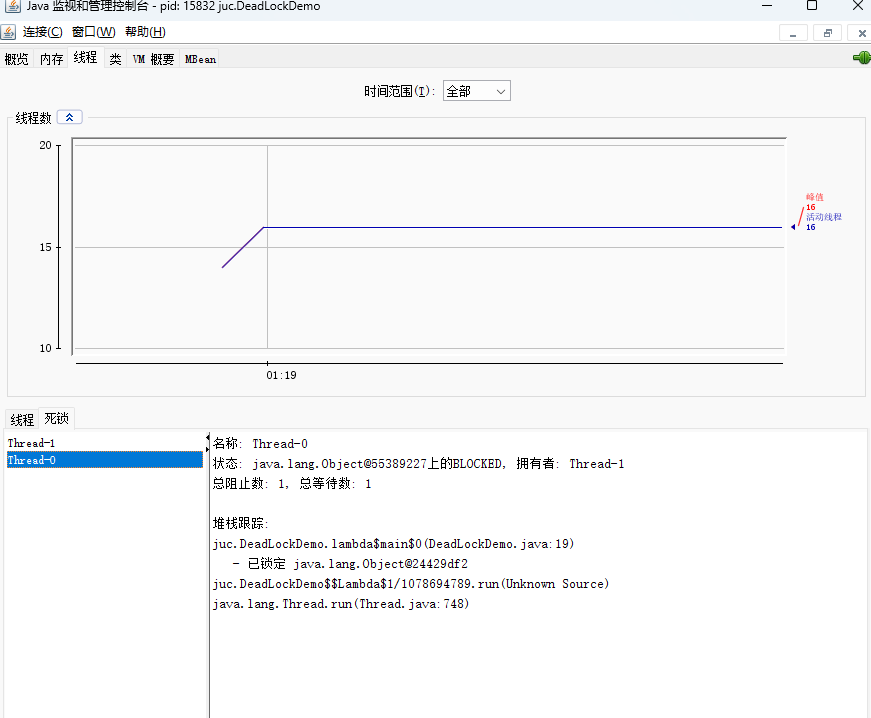 Java 监视和管理控制台 - pid: 15832 juc.DeadLockDemo
连接(C) 窗口(W) 帮助(H)
概览 内存 线程 类 VM 概要 MBean
时间范围(T): 全部
线程数
20
15
10
01:19
峰值
16
活动线程
16
线程 死锁
Thread-1
Thread-0
名称: Thread-0
状态: java.lang.Object@55389227上的BLOCKED, 拥有者: Thread-1
总阻止数: 1, 总等待数: 1
堆栈跟踪:
juc.DeadLockDemo.lambda$main$0(DeadLockDemo.java:19)
- 已锁定 java.lang.Object@24429df2
juc.DeadLockDemo$$Lambda$1/1078694789.run(Unknown Source)
java.lang.Thread.run(Thread.java:748)